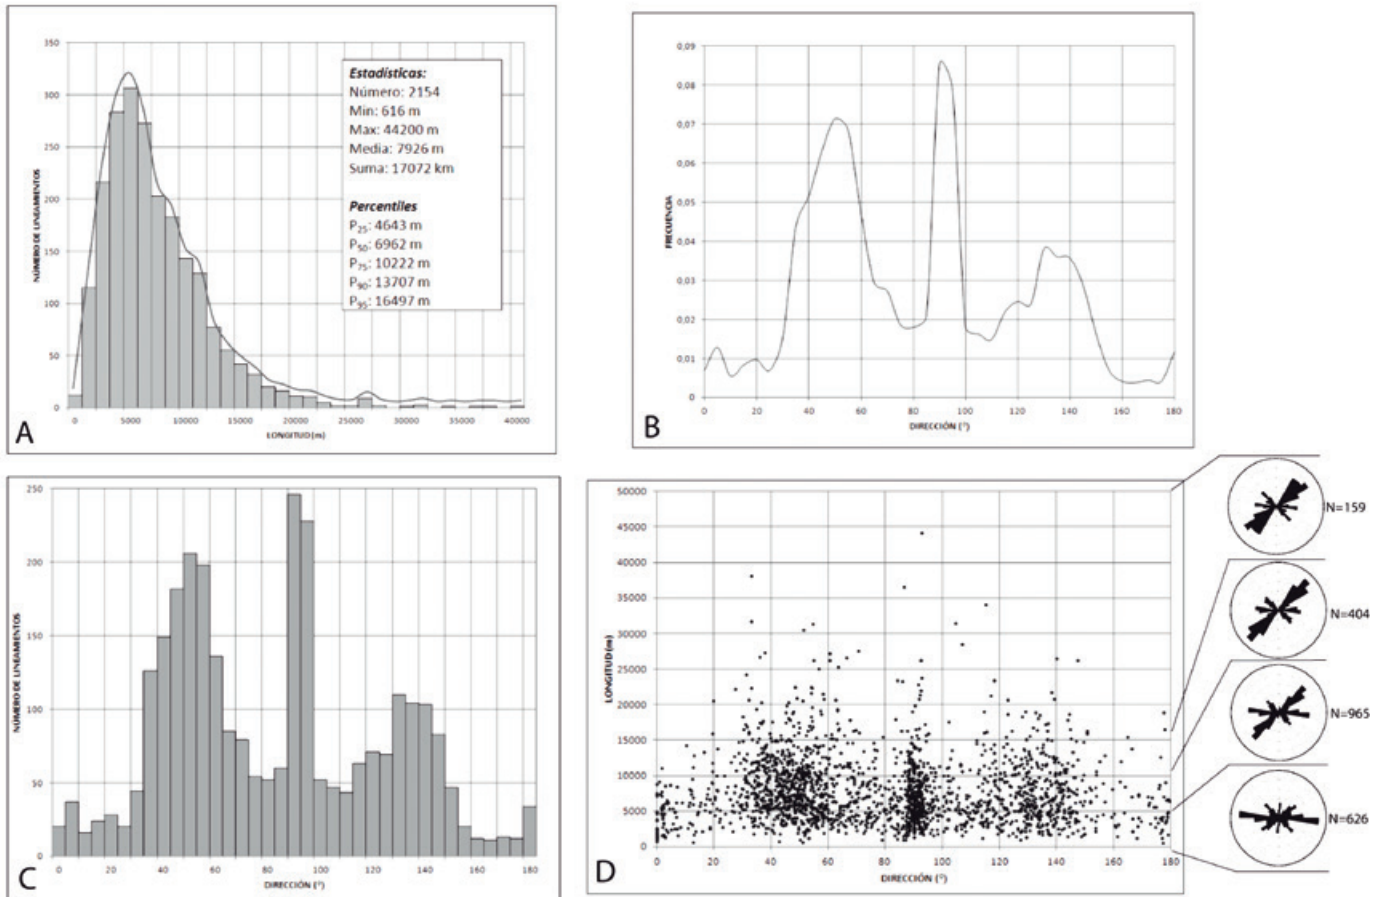 350
300
250
200
150
100
50
0
NÚMERO DE LINEAMIENTOS
Estadísticas:
Número: 2154
Min: 616 m
Max: 44200 m
Media: 7926 m
Suma: 17072 km
Percentiles
P25: 4643 m
P50: 6962 m
P75: 10222 m
P90: 13707 m
P95: 16497 m
0 5000 10000 15000 20000 25000 30000 35000 40000
LONGITUD (m)
A
0,09
0,08
0,07
0,06
0,05
0,04
0,03
0,02
0,01
0
FRECUENCIA
0 20 40 60 80 100 120 140 160 180
DIRECCIÓN (º)
B
250
200
150
100
50
0
NÚMERO DE LINEAMIENTOS
0 20 40 60 80 100 120 140 160 180
DIRECCIÓN (º)
C
50000
45000
40000
35000
30000
25000
20000
15000
10000
5000
0
LONGITUD (m)
0 20 40 60 80 100 120 140 160 180
DIRECCIÓN (º)
D
N=159
N=404
N=965
N=626